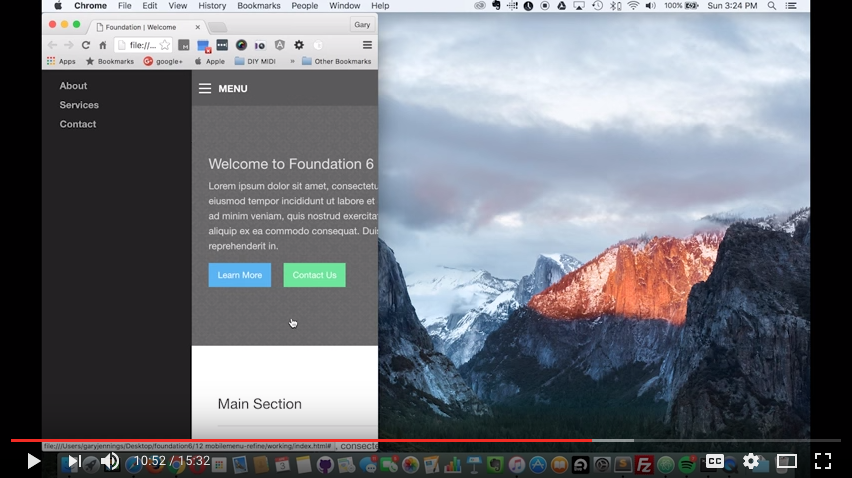 Chrome File Edit View History Bookmarks People Window Help 100% Sun 3:24 PM
Foundation | Welcome Gary
file://...
Apps Bookmarks google+ Apple DIY MIDI » Other Bookmarks
About
Services
Contact
MENU
Welcome to Foundation 6
Lorem ipsum dolor sit amet, consectetu
eiusmod tempor incididunt ut labore et
ad minim veniam, quis nostrud exercita
aliquip ex ea commodo consequat. Duis
reprehenderit in.
Learn More Contact Us
Main Section
file:///Users/garyjennings/Desktop/foundation6/12 mobilemenu-refine/working/index.html# , consecte
10:52 / 15:32 CC